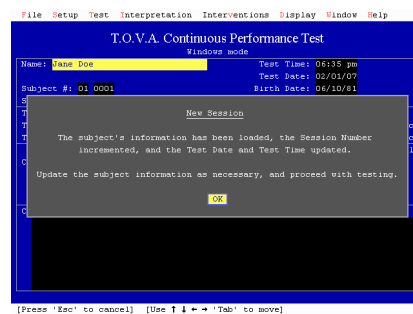 File Setup Test Interpretation Interventions Display Window Help
T.O.V.A. Continuous Performance Test
Windows mode
Name: Jane Doe Test Time: 06:35 pm
Test Date: 02/01/07
Subject #: 01 0001 Birth Date: 06/10/81
S
T
T
T
C
C
New Session
The subject's information has been loaded, the Session Number
incremented, and the Test Date and Test Time updated.
Update the subject information as necessary, and proceed with testing.
OK
[Press 'Esc' to cancel] [Use ↑ ↓ ← → 'Tab' to move]